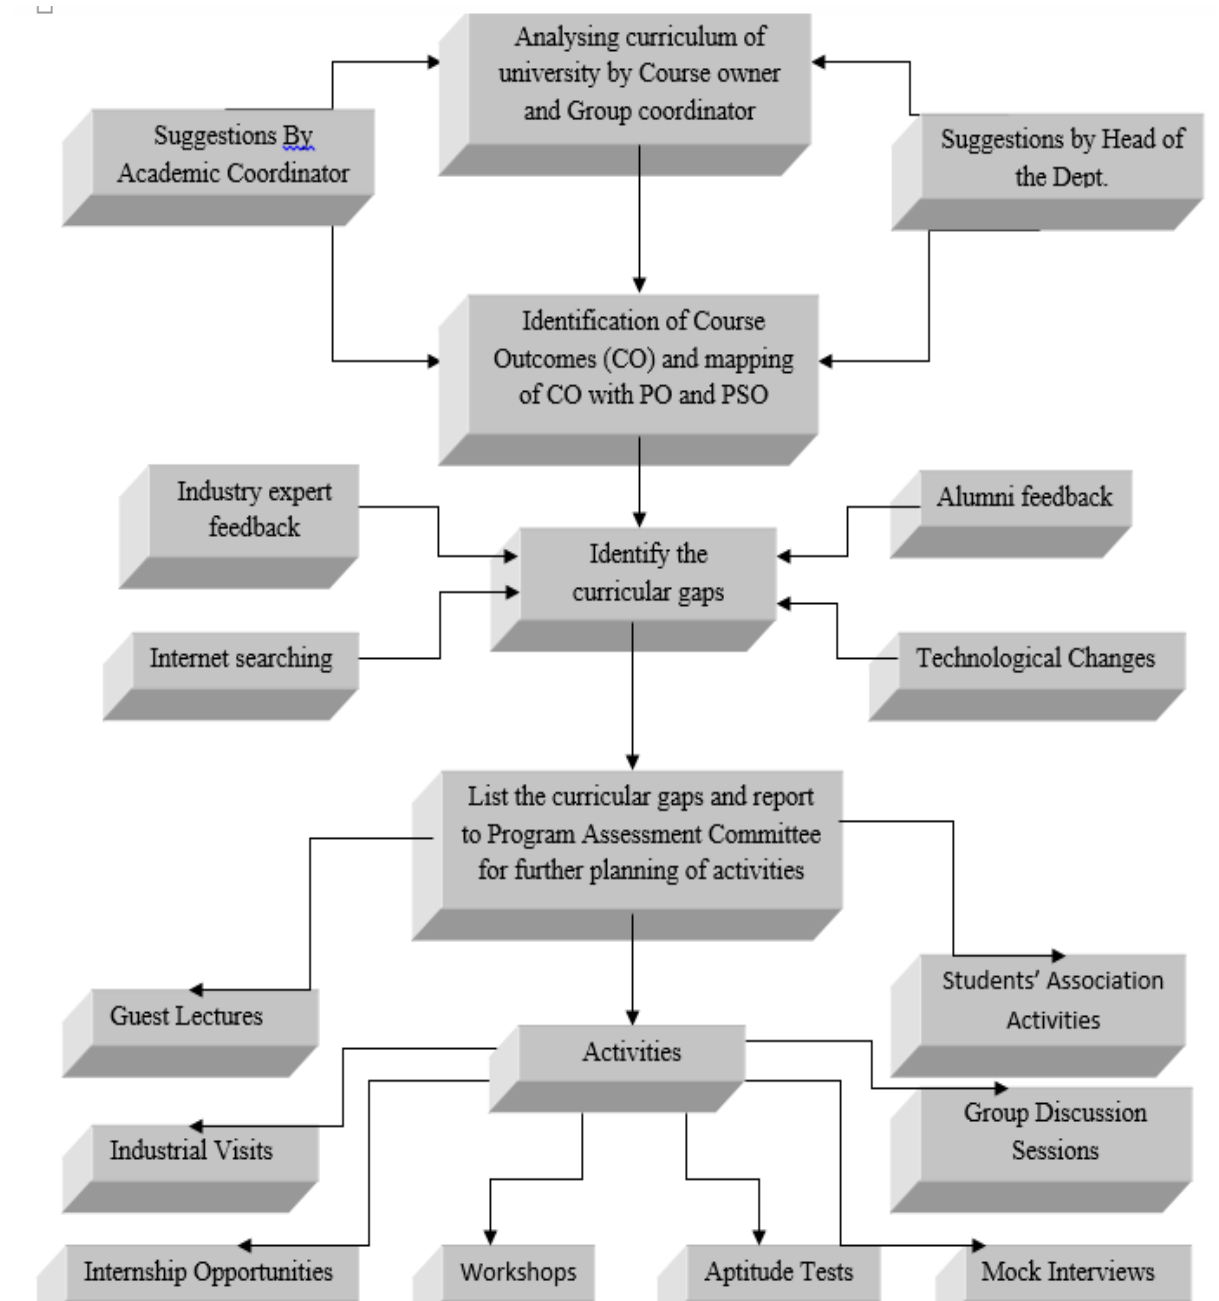 Analysing curriculum of
university by Course owner
and Group coordinator
Suggestions By
Academic Coordinator
Suggestions by Head of
the Dept.
Identification of Course
Outcomes (CO) and mapping
of CO with PO and PSO
Industry expert
feedback
Alumni feedback
Identify the
curricular gaps
Internet searching
Technological Changes
List the curricular gaps and report
to Program Assessment Committee
for further planning of activities
Guest Lectures
Students’ Association
Activities
Activities
Industrial Visits
Group Discussion
Sessions
Internship Opportunities
Workshops
Aptitude Tests
Mock Interviews